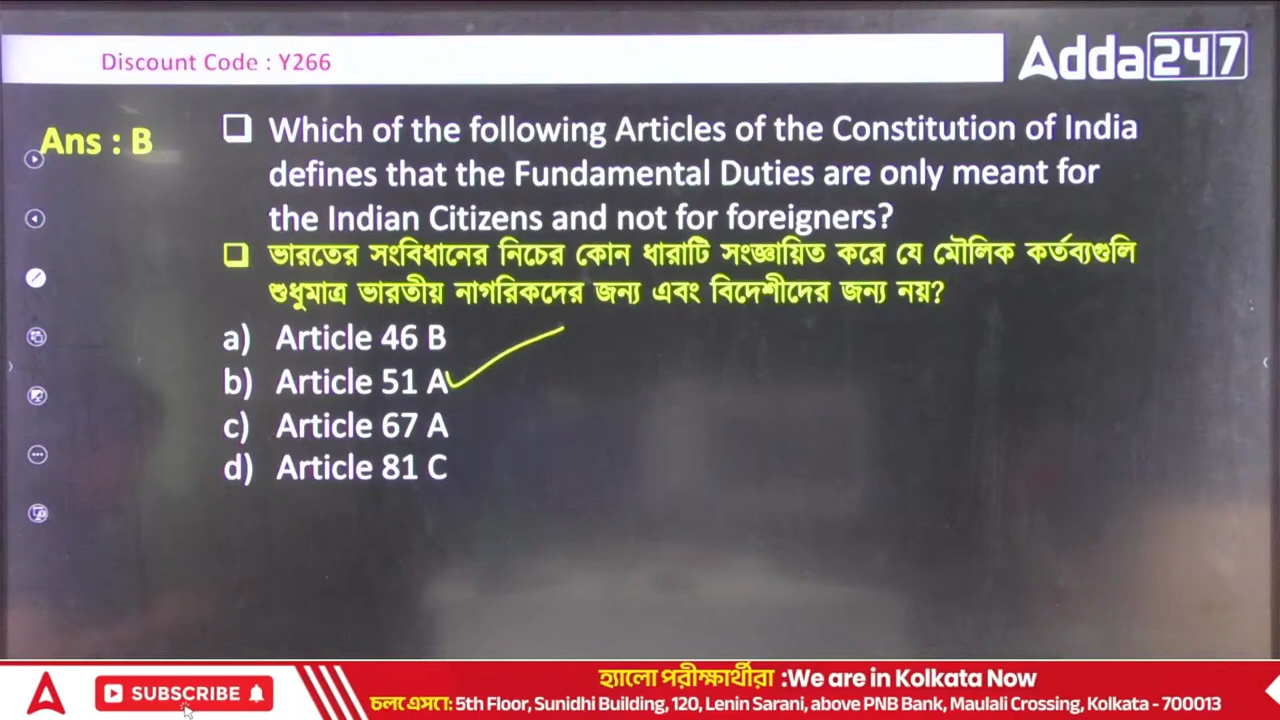 Discount Code : Y266
Adda247
Ans : B
Which of the following Articles of the Constitution of India
defines that the Fundamental Duties are only meant for
the Indian Citizens and not for foreigners?
ভারতের সংবিধানের নিচের কোন ধারাটি সংজ্ঞায়িত করে যে মৌলিক কর্তব্যগুলি
শুধুমাত্র ভারতীয় নাগরিকদের জন্য এবং বিদেশীদের জন্য নয়?
a) Article 46 B
b) Article 51 A
c) Article 67 A
d) Article 81 C
SUBSCRIBE
হ্যালো পরীক্ষার্থীরা :We are in Kolkata Now
চলে এসো: 5th Floor, Sunidhi Building, 120, Lenin Sarani, above PNB Bank, Maulali Crossing, Kolkata - 700013